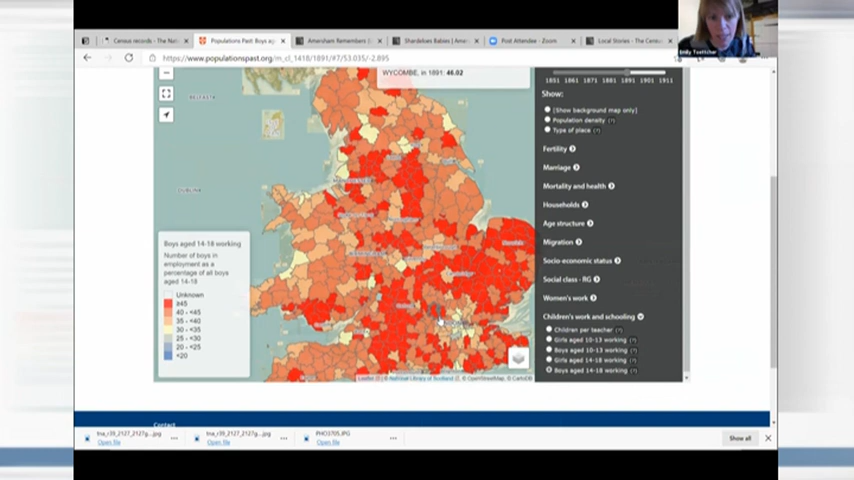 Census records - The Nati
Populations Past: Boys ag
Amersham Remembers |
Shardeloes Babies | Amer
Post Attendee - Zoom
Local Stories - The Census
https://www.populationspast.org/m_cl_1418/1891/#7/53.035/-2.895
Emily Toettcher
WYCOMBE, in 1891: 46.02
1851 1861 1871 1881 1891 1901 1911
BELFAST
DUBLIN
Show:
[Show background map only]
Population density (?)
Type of place (?)
Fertility
Marriage
Mortality and health
Households
Age structure
Migration
Socio-economic status
Social class - RG
Women's work
Children's work and schooling
Children per teacher (?)
Girls aged 10-13 working (?)
Boys aged 10-13 working (?)
Girls aged 14-18 working (?)
Boys aged 14-18 working (?)
Boys aged 14-18 working
Number of boys in
employment as a
percentage of all boys
aged 14-18
Unknown
≥45
40 - <45
35 - <40
30 - <35
25 - <30
20 - <25
<20
Leaflet | © National Library of Scotland, © OpenStreetMap, © CartoDB
Contact
tna_r39_2127_2127g....jpg
Open file
tna_r39_2127_2127g....jpg
Open file
PHO3705.JPG
Open file
Show all